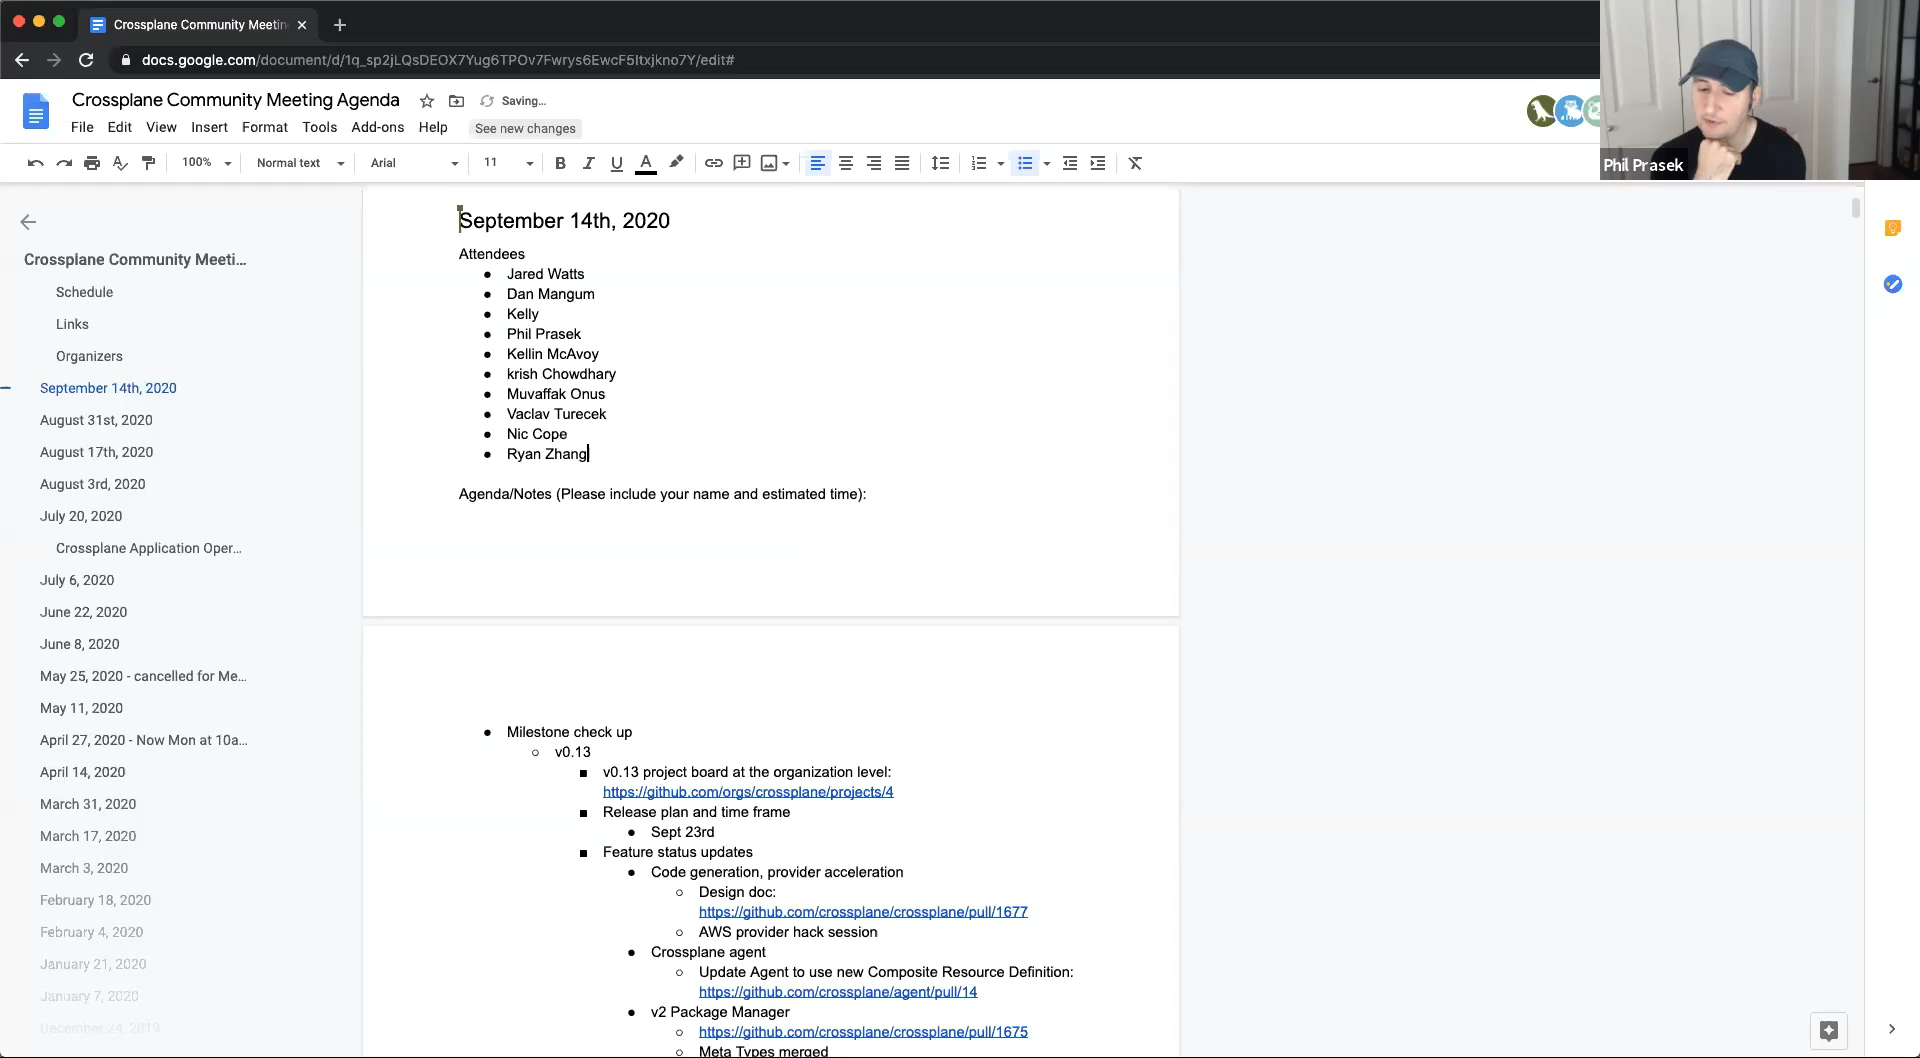 Crossplane Community Meetin
docs.google.com/document/d/1q_sp2jLQsDEOX7Yug6TPOv7Fwrys6EwcF5Itxjkno7Y/edit#
Crossplane Community Meeting Agenda
Saving...
File Edit View Insert Format Tools Add-ons Help See new changes
100% Normal text Arial 11 B I U A
Phil Prasek
Crossplane Community Meeti...
Schedule
Links
Organizers
September 14th, 2020
August 31st, 2020
August 17th, 2020
August 3rd, 2020
July 20, 2020
Crossplane Application Oper...
July 6, 2020
June 22, 2020
June 8, 2020
May 25, 2020 - cancelled for Me...
May 11, 2020
April 27, 2020 - Now Mon at 10a...
April 14, 2020
March 31, 2020
March 17, 2020
March 3, 2020
February 18, 2020
February 4, 2020
January 21, 2020
January 7, 2020
December 24, 2019
September 14th, 2020
Attendees
● Jared Watts
● Dan Mangum
● Kelly
● Phil Prasek
● Kellin McAvoy
● krish Chowdhary
● Muvaffak Onus
● Vaclav Turecek
● Nic Cope
● Ryan Zhang
Agenda/Notes (Please include your name and estimated time):
● Milestone check up
○ v0.13
■ v0.13 project board at the organization level:
https://github.com/orgs/crossplane/projects/4
■ Release plan and time frame
● Sept 23rd
■ Feature status updates
● Code generation, provider acceleration
○ Design doc:
https://github.com/crossplane/crossplane/pull/1677
○ AWS provider hack session
● Crossplane agent
○ Update Agent to use new Composite Resource Definition:
https://github.com/crossplane/agent/pull/14
● v2 Package Manager
○ https://github.com/crossplane/crossplane/pull/1675
○ Meta Types merged